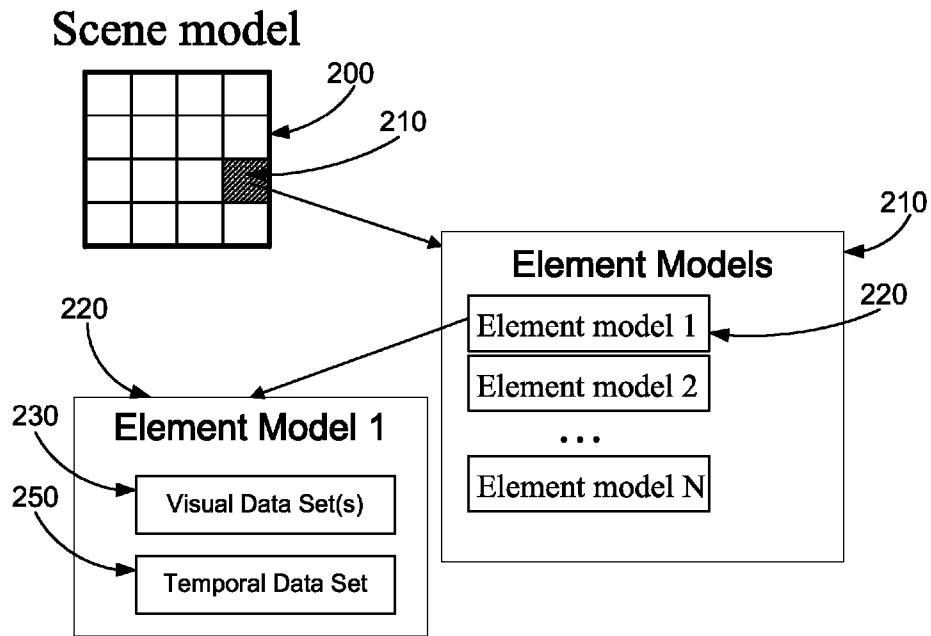 Scene model
200
210
210
Element Models
220
Element model 1
220
Element model 2
...
Element Model 1
230
Element model N
Visual Data Set(s)
250
Temporal Data Set